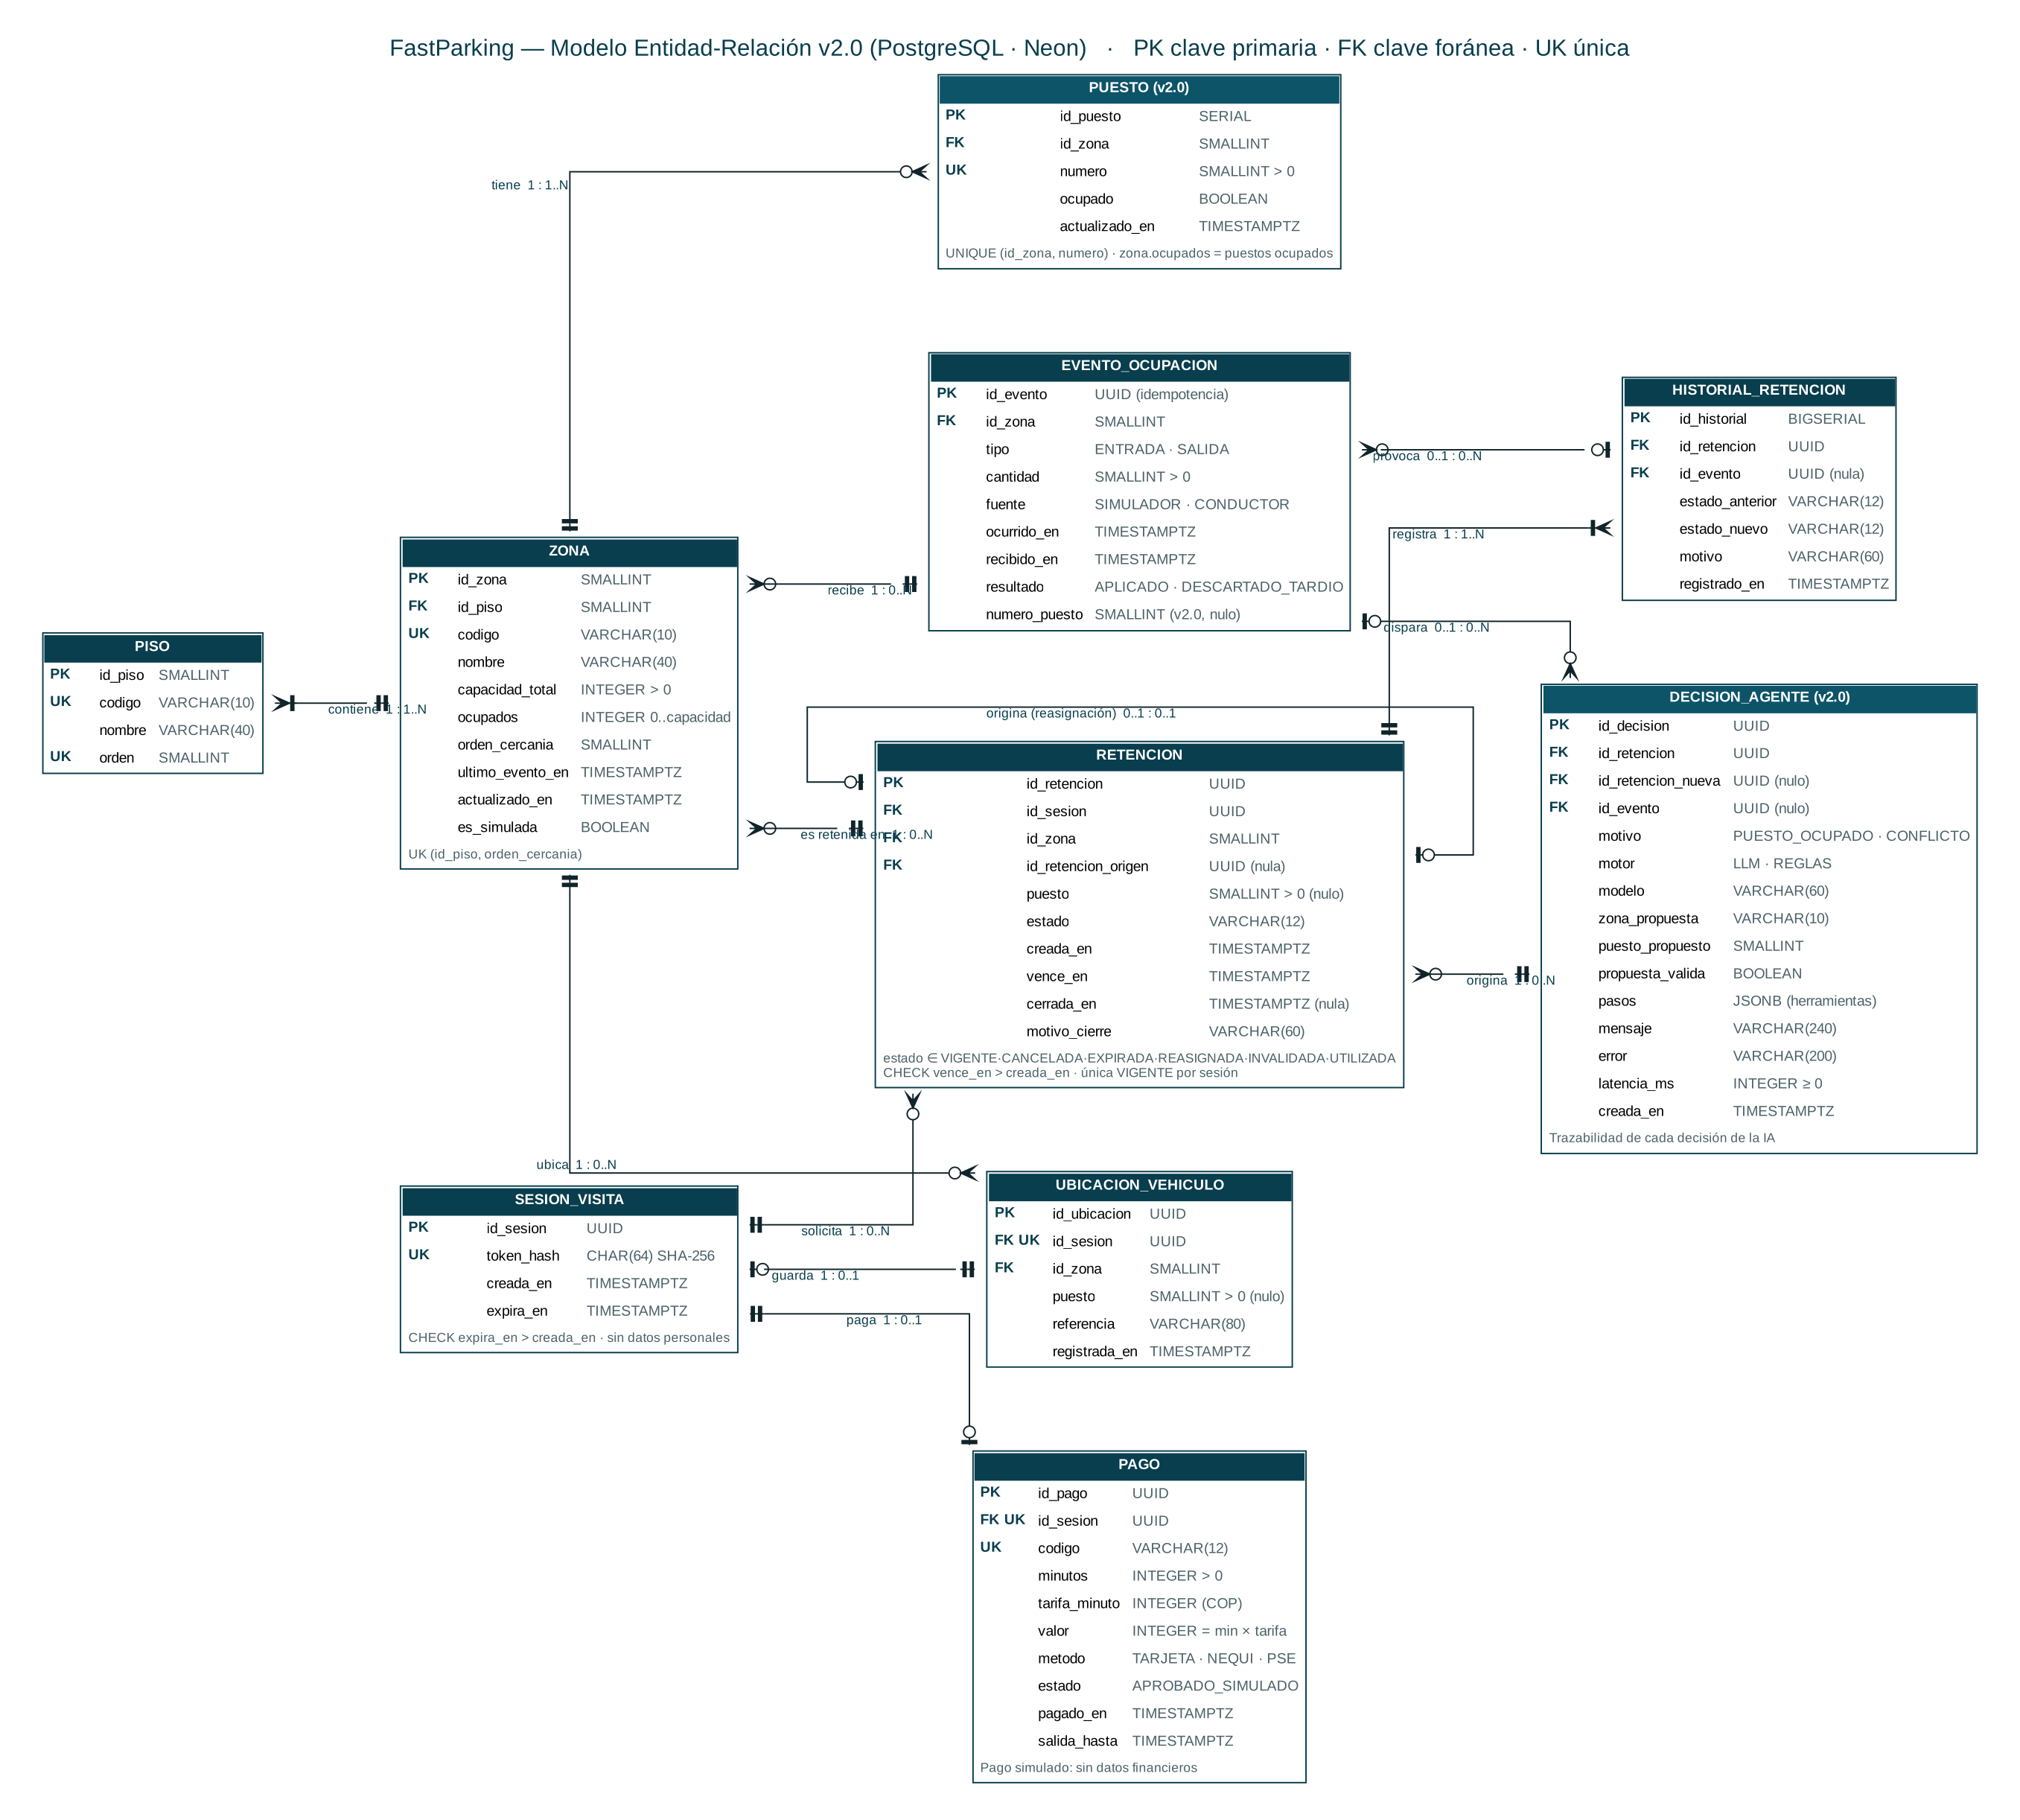 FastParking — Modelo Entidad-Relación v2.0 (PostgreSQL · Neon)   ·   PK clave primaria · FK clave foránea · UK única
PUESTO (v2.0)
PK id_puesto SERIAL
FK id_zona SMALLINT
UK numero SMALLINT > 0
ocupado BOOLEAN
actualizado_en TIMESTAMPTZ
UNIQUE (id_zona, numero) · zona.ocupados = puestos ocupados
tiene 1 : 1..N
EVENTO_OCUPACION
PK id_evento UUID (idempotencia)
FK id_zona SMALLINT
tipo ENTRADA · SALIDA
cantidad SMALLINT > 0
fuente SIMULADOR · CONDUCTOR
ocurrido_en TIMESTAMPTZ
recibido_en TIMESTAMPTZ
resultado APLICADO · DESCARTADO_TARDIO
numero_puesto SMALLINT (v2.0, nulo)
provoca 0..1 : 0..N
HISTORIAL_RETENCION
PK id_historial BIGSERIAL
FK id_retencion UUID
FK id_evento UUID (nula)
estado_anterior VARCHAR(12)
estado_nuevo VARCHAR(12)
motivo VARCHAR(60)
registrado_en TIMESTAMPTZ
registra 1 : 1..N
dispara 0..1 : 0..N
recibe 1 : 0..N
ZONA
PK id_zona SMALLINT
FK id_piso SMALLINT
UK codigo VARCHAR(10)
nombre VARCHAR(40)
capacidad_total INTEGER > 0
ocupados INTEGER 0..capacidad
orden_cercania SMALLINT
ultimo_evento_en TIMESTAMPTZ
actualizado_en TIMESTAMPTZ
es_simulada BOOLEAN
UK (id_piso, orden_cercania)
PISO
PK id_piso SMALLINT
UK codigo VARCHAR(10)
nombre VARCHAR(40)
UK orden SMALLINT
contiene 1 : 1..N
origina (reasignación) 0..1 : 0..1
RETENCION
PK id_retencion UUID
FK id_sesion UUID
FK id_zona SMALLINT
FK id_retencion_origen UUID (nula)
puesto SMALLINT > 0 (nulo)
estado VARCHAR(12)
creada_en TIMESTAMPTZ
vence_en TIMESTAMPTZ
cerrada_en TIMESTAMPTZ (nula)
motivo_cierre VARCHAR(60)
estado ∈ VIGENTE·CANCELADA·EXPIRADA·REASIGNADA·INVALIDADA·UTILIZADA
CHECK vence_en > creada_en · única VIGENTE por sesión
es retenida en 1 : 0..N
DECISION_AGENTE (v2.0)
PK id_decision UUID
FK id_retencion UUID
FK id_retencion_nueva UUID (nulo)
FK id_evento UUID (nulo)
motivo PUESTO_OCUPADO · CONFLICTO
motor LLM · REGLAS
modelo VARCHAR(60)
zona_propuesta VARCHAR(10)
puesto_propuesto SMALLINT
propuesta_valida BOOLEAN
pasos JSONB (herramientas)
mensaje VARCHAR(240)
error VARCHAR(200)
latencia_ms INTEGER ≥ 0
creada_en TIMESTAMPTZ
Trazabilidad de cada decisión de la IA
origina 1 : 0..N
ubica 1 : 0..N
SESION_VISITA
PK id_sesion UUID
UK token_hash CHAR(64) SHA-256
creada_en TIMESTAMPTZ
expira_en TIMESTAMPTZ
CHECK expira_en > creada_en · sin datos personales
solicita 1 : 0..N
guarda 1 : 0..1
paga 1 : 0..1
UBICACION_VEHICULO
PK id_ubicacion UUID
FK UK id_sesion UUID
FK id_zona SMALLINT
puesto SMALLINT > 0 (nulo)
referencia VARCHAR(80)
registrada_en TIMESTAMPTZ
PAGO
PK id_pago UUID
FK UK id_sesion UUID
UK codigo VARCHAR(12)
minutos INTEGER > 0
tarifa_minuto INTEGER (COP)
valor INTEGER = min × tarifa
metodo TARJETA · NEQUI · PSE
estado APROBADO_SIMULADO
pagado_en TIMESTAMPTZ
salida_hasta TIMESTAMPTZ
Pago simulado: sin datos financieros